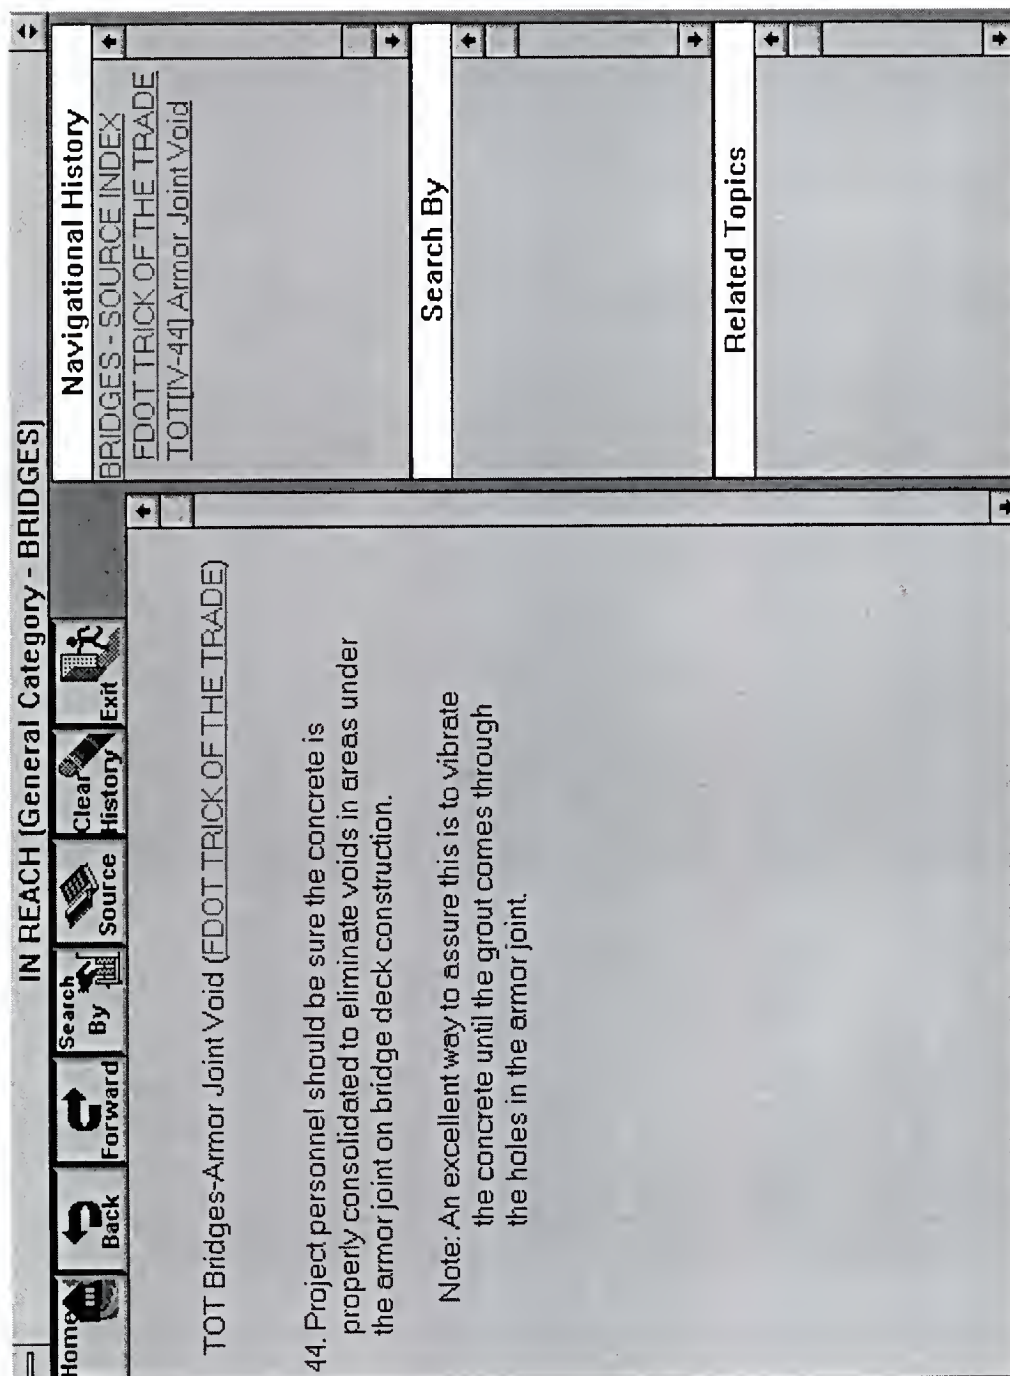 IN REACH (General Category - BRIDGES)
Home
Back
Forward
Search
By
Source
Clear
History
Exit
TOT Bridges-Armor Joint Void (FDOT TRICK OF THE TRADE)
44. Project personnel should be sure the concrete is
properly consolidated to eliminate voids in areas under
the armor joint on bridge deck construction.
Note: An excellent way to assure this is to vibrate
the concrete until the grout comes through
the holes in the armor joint.
Navigational History
BRIDGES - SOURCE INDEX
FDOT TRICK OF THE TRADE
TOT[IV-44] Armor Joint Void
Search By
Related Topics